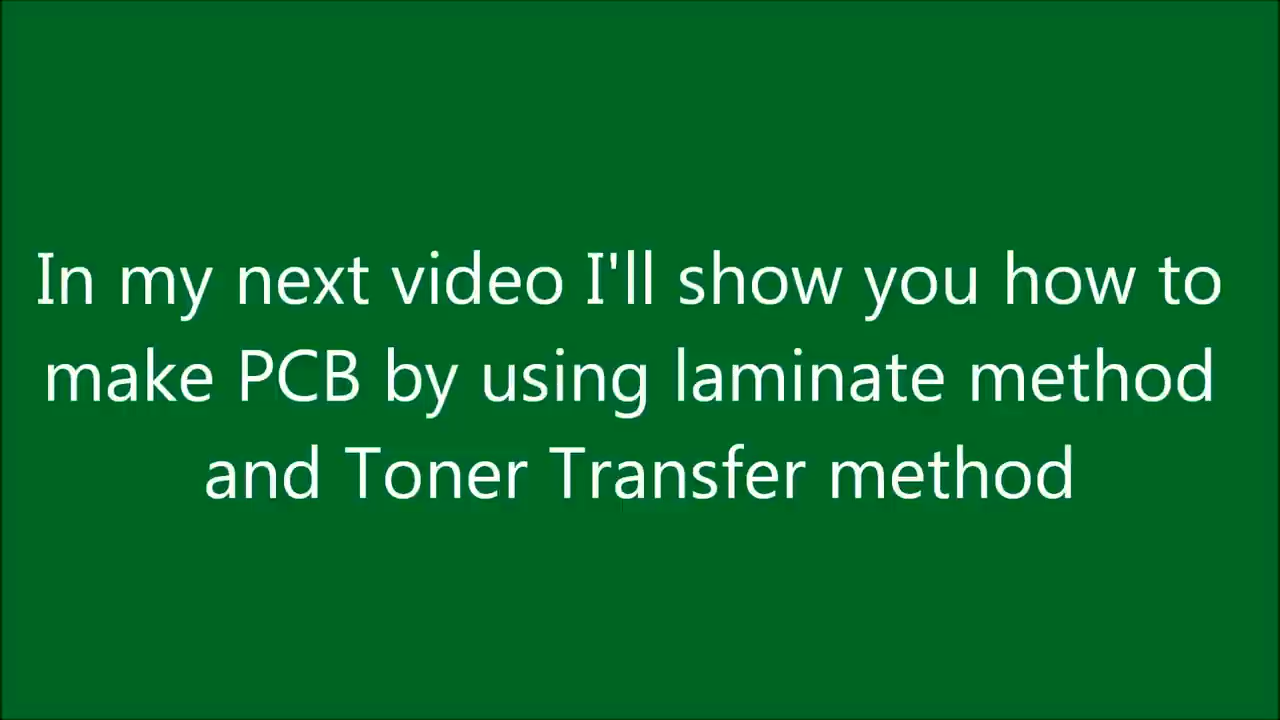 In my next video I'll show you how to
make PCB by using laminate method
and Toner Transfer method